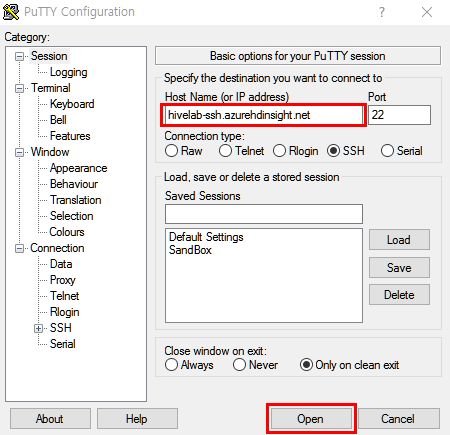 PuTTY Configuration
?
Category:
Session
Logging
Terminal
Keyboard
Bell
Features
Window
Appearance
Behaviour
Translation
Selection
Colours
Connection
Data
Proxy
Telnet
Rlogin
SSH
Serial
Basic options for your PuTTY session
Specify the destination you want to connect to
Host Name (or IP address) Port
hivelab-ssh.azurehdinsight.net 22
Connection type:
Raw Telnet Rlogin SSH Serial
Load, save or delete a stored session
Saved Sessions
Default Settings
SandBox
Load
Save
Delete
Close window on exit:
Always Never Only on clean exit
About Help Open Cancel